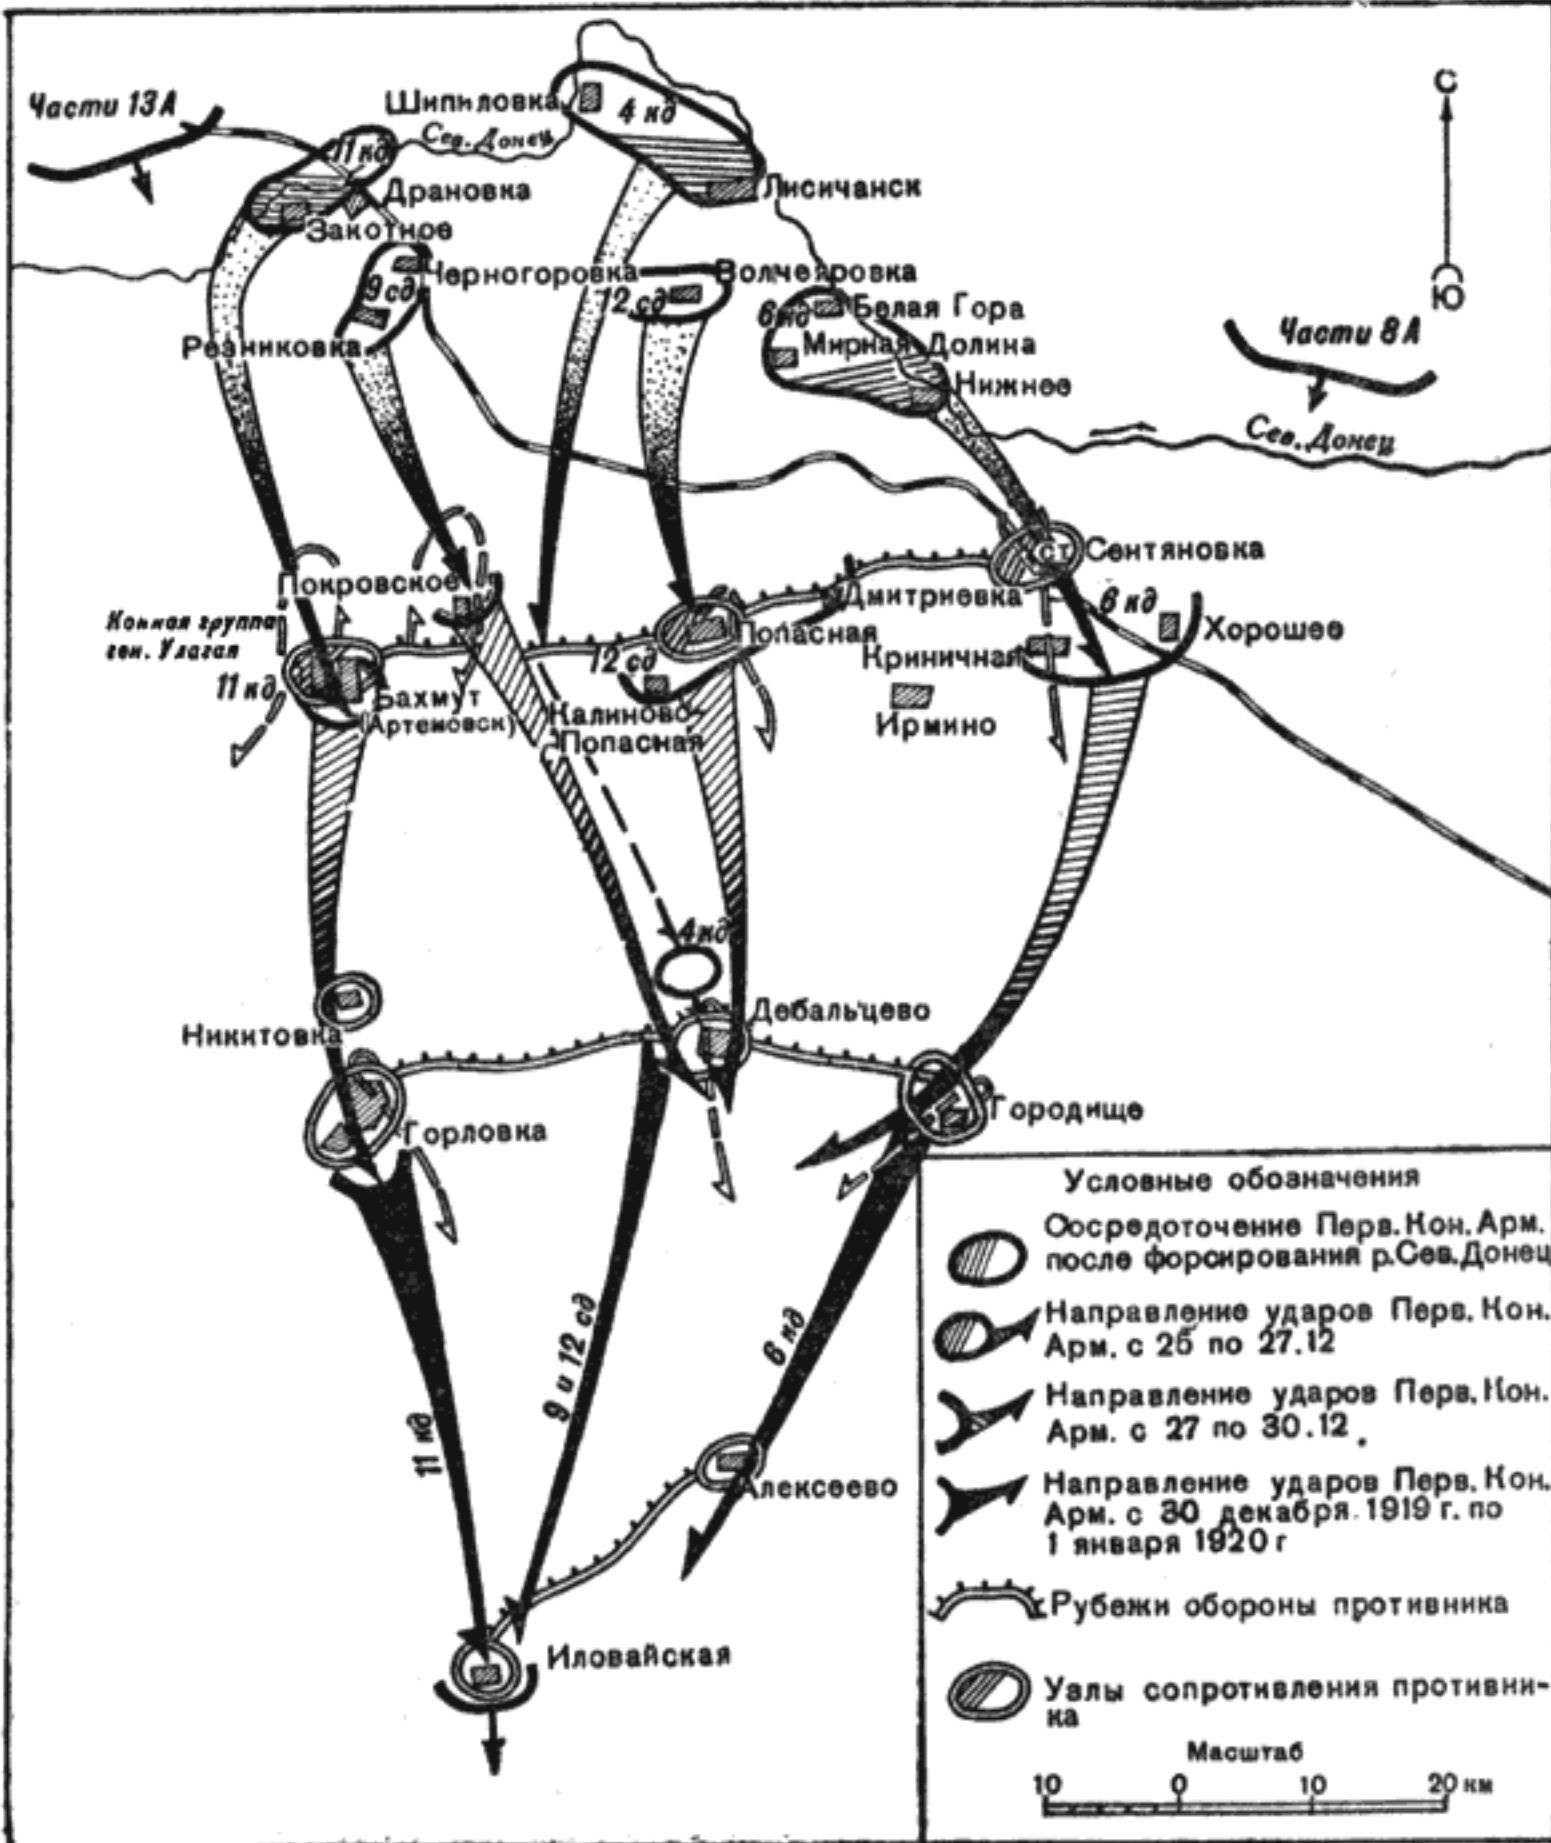 Части 13А
Шипиловка
4 кд
С
Сев. Донец
11 кд
Драновка
Лисичанск
Закотное
Черногоровка
Волчеяровка
9 сд
12 сд
6 кд
Белая Гора
Ю
Резниковка
Мирная Долина
Части 8А
Нижнее
Сев. Донец
ст. Сентяновка
Покровское
Дмитриевка
6 кд
Конная группа
ген. Улагая
Попасная
Хорошее
12 сд
Криничная
11 кд
Бахмут
(Артемовск)
Калиново-
Попасная
Ирмино
4 кд
Дебальцево
Никитовка
Городище
Горловка
9 и 12 сд
6 кд
11 кд
Алексеево
Иловайская
Условные обозначения
Сосредоточение Перв. Кон. Арм.
после форсирования р. Сев. Донец
Направление ударов Перв. Кон.
Арм. с 25 по 27.12
Направление ударов Перв. Кон.
Арм. с 27 по 30.12.
Направление ударов Перв. Кон.
Арм. с 30 декабря 1919 г. по
1 января 1920 г
Рубежи обороны противника
Узлы сопротивления противни-
ка
Масштаб
10 0 10 20 км